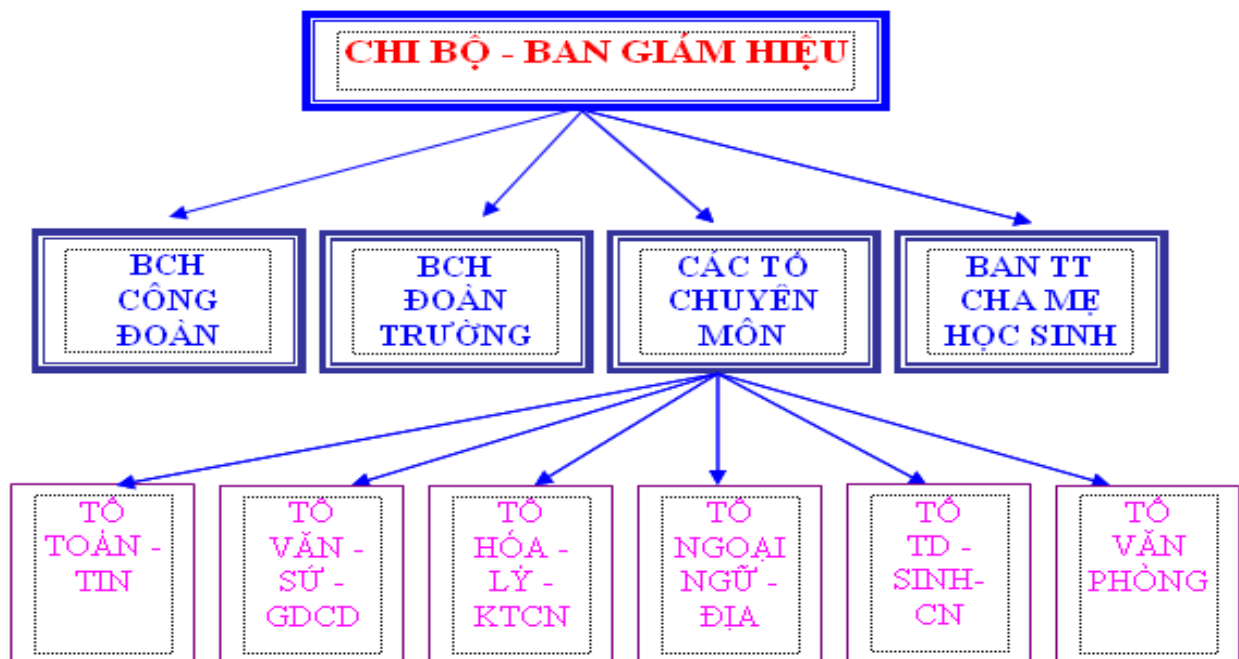 CHI BỘ - BAN GIÁM HIỆU
BCH
CÔNG
ĐOÀN
BCH
ĐOÀN
TRƯỜNG
CÁC TỔ
CHUYÊN
MÔN
BAN TT
CHA MẸ
HỌC SINH
TỔ
TOÁN -
TIN
TỔ
VĂN -
SỬ -
GDCD
TỔ
HÓA -
LÝ -
KTCN
TỔ
NGOẠI
NGỮ -
ĐỊA
TỔ
TD -
SINH-
CN
TỔ
VĂN
PHÒNG